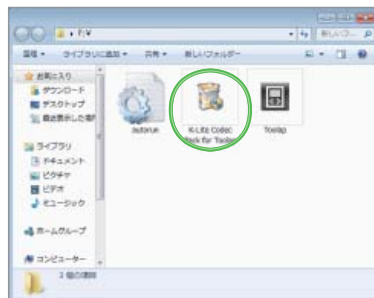 F:¥
整理 ▼ ライブラリに追加 ▼ 共有 ▼ 新しいフォルダー
お気に入り
ダウンロード
デスクトップ
最近表示した場所
ライブラリ
ドキュメント
ピクチャ
ビデオ
ミュージック
ホームグループ
コンピューター
autorun
K-Lite Codec
Pack for Toolap
3 個の項目